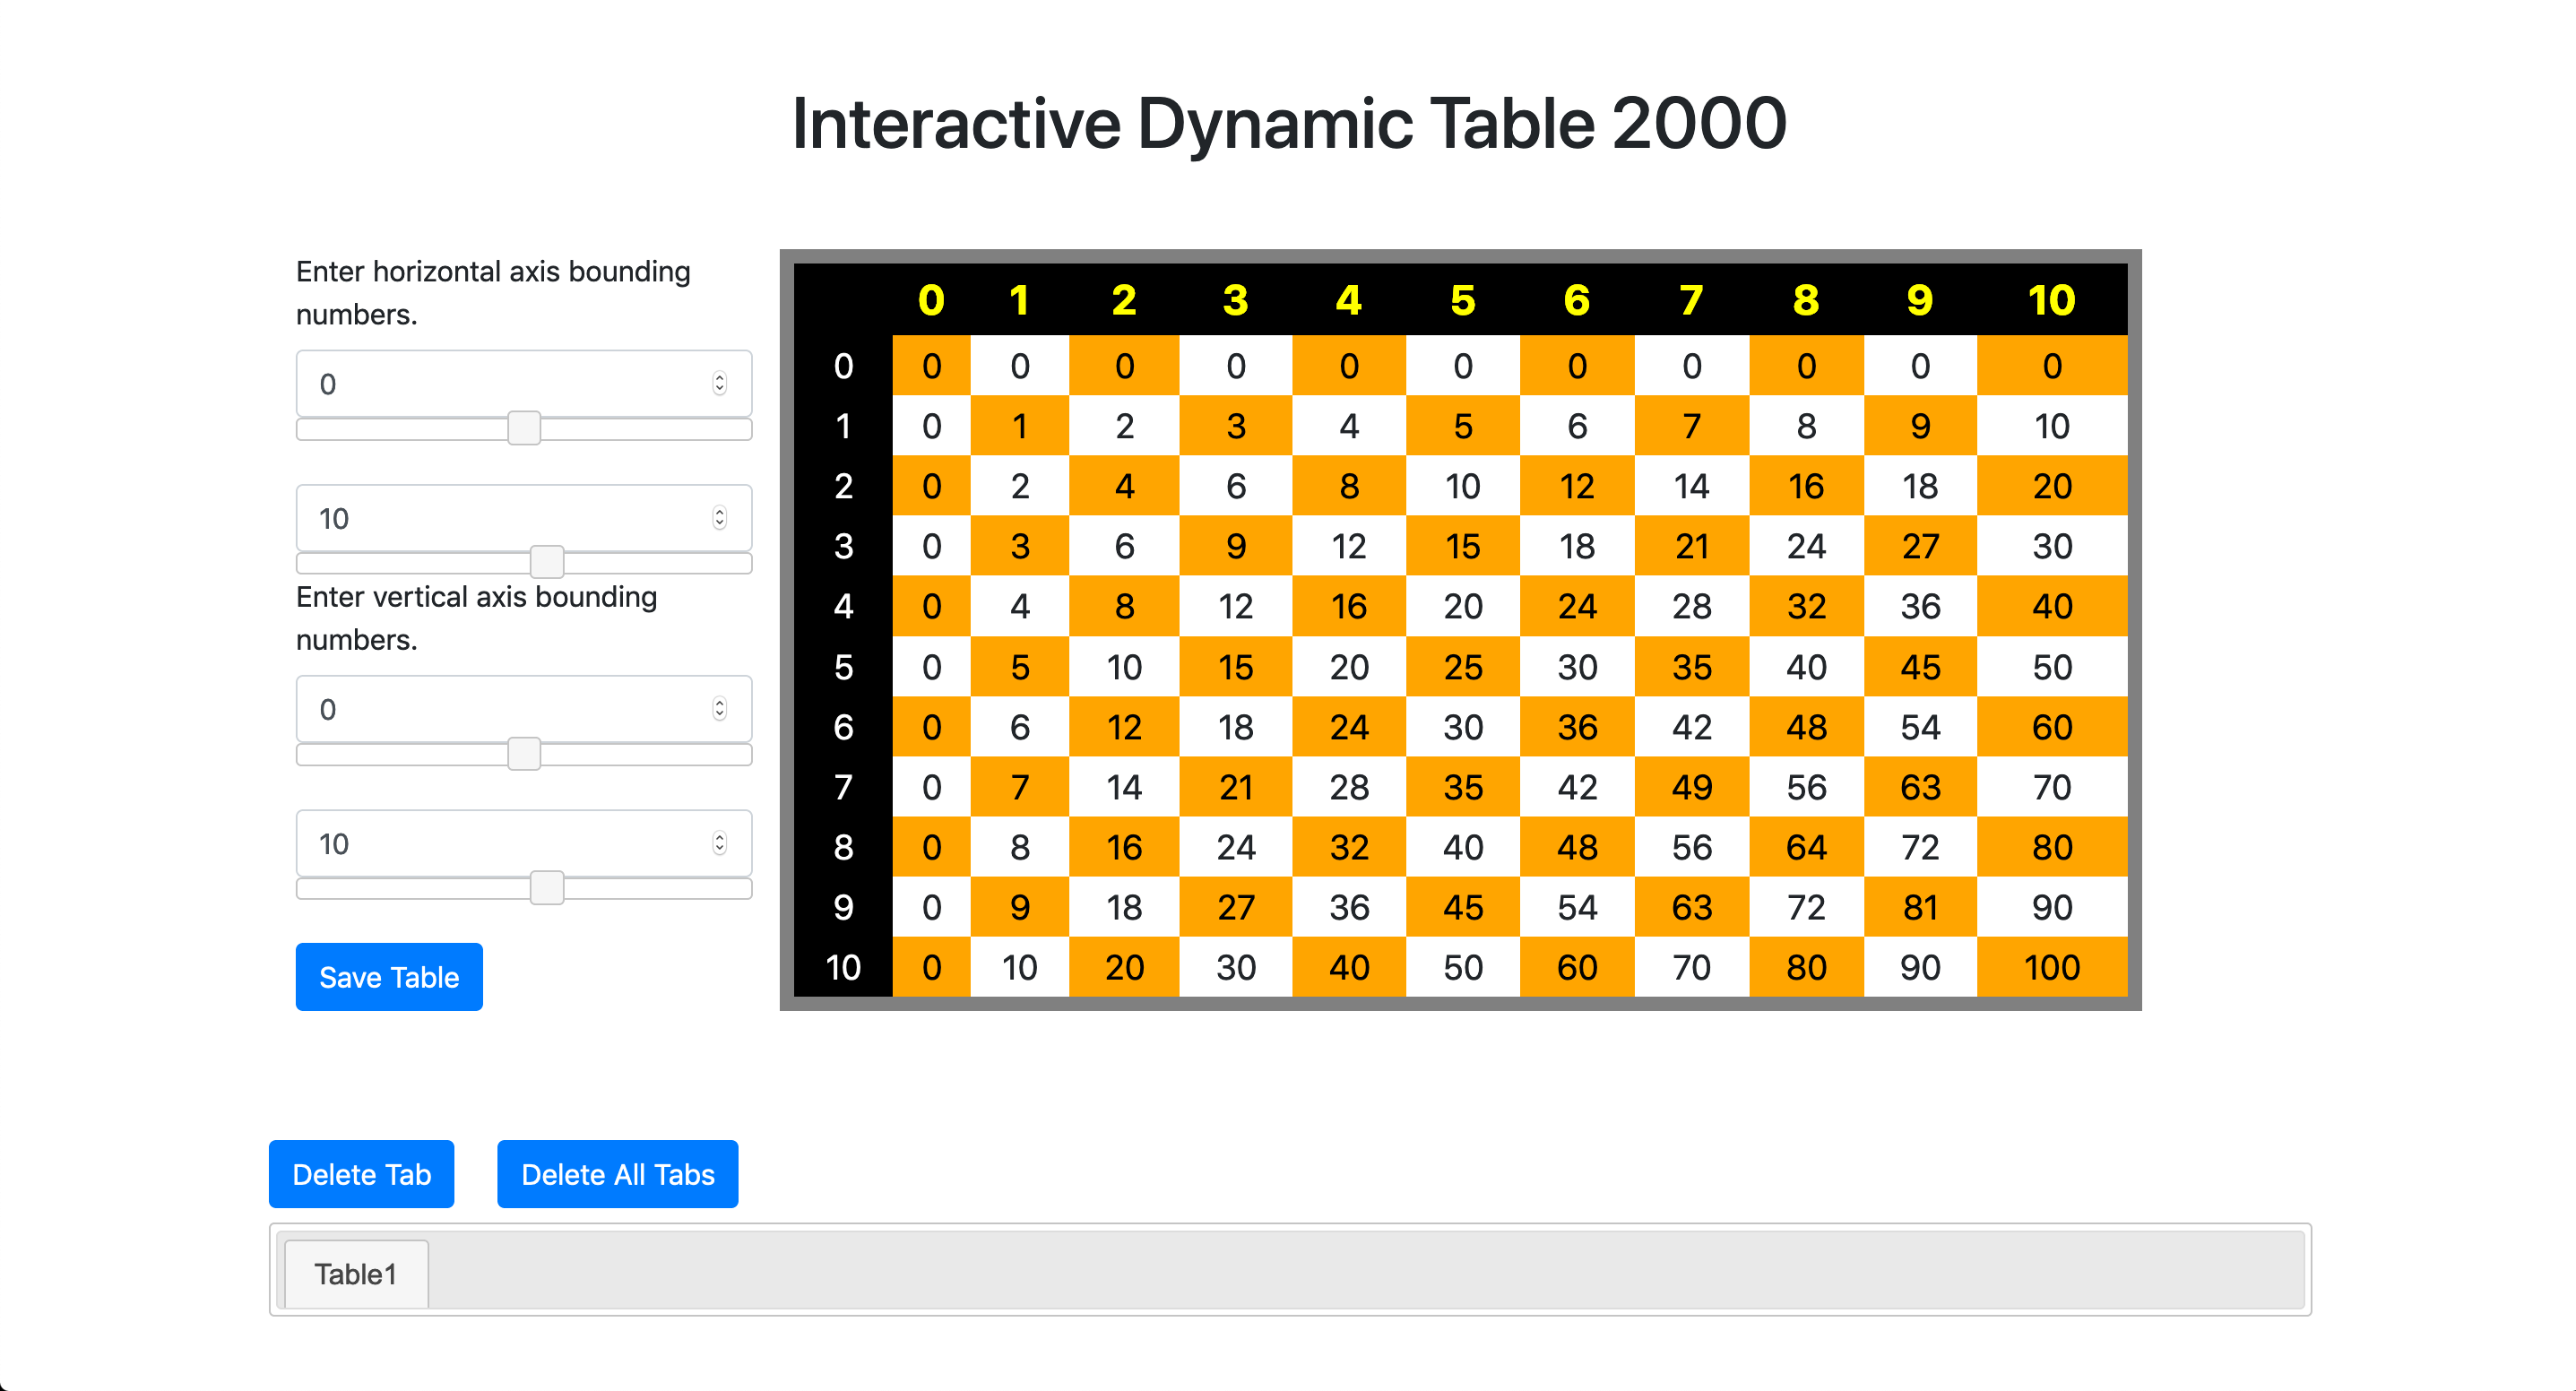 Interactive Dynamic Table 2000
Enter horizontal axis bounding
numbers.
0
10
Enter vertical axis bounding
numbers.
0
10
Save Table
0 1 2 3 4 5 6 7 8 9 10
0 0 0 0 0 0 0 0 0 0 0 0
1 0 1 2 3 4 5 6 7 8 9 10
2 0 2 4 6 8 10 12 14 16 18 20
3 0 3 6 9 12 15 18 21 24 27 30
4 0 4 8 12 16 20 24 28 32 36 40
5 0 5 10 15 20 25 30 35 40 45 50
6 0 6 12 18 24 30 36 42 48 54 60
7 0 7 14 21 28 35 42 49 56 63 70
8 0 8 16 24 32 40 48 56 64 72 80
9 0 9 18 27 36 45 54 63 72 81 90
10 0 10 20 30 40 50 60 70 80 90 100
Delete Tab Delete All Tabs
Table1